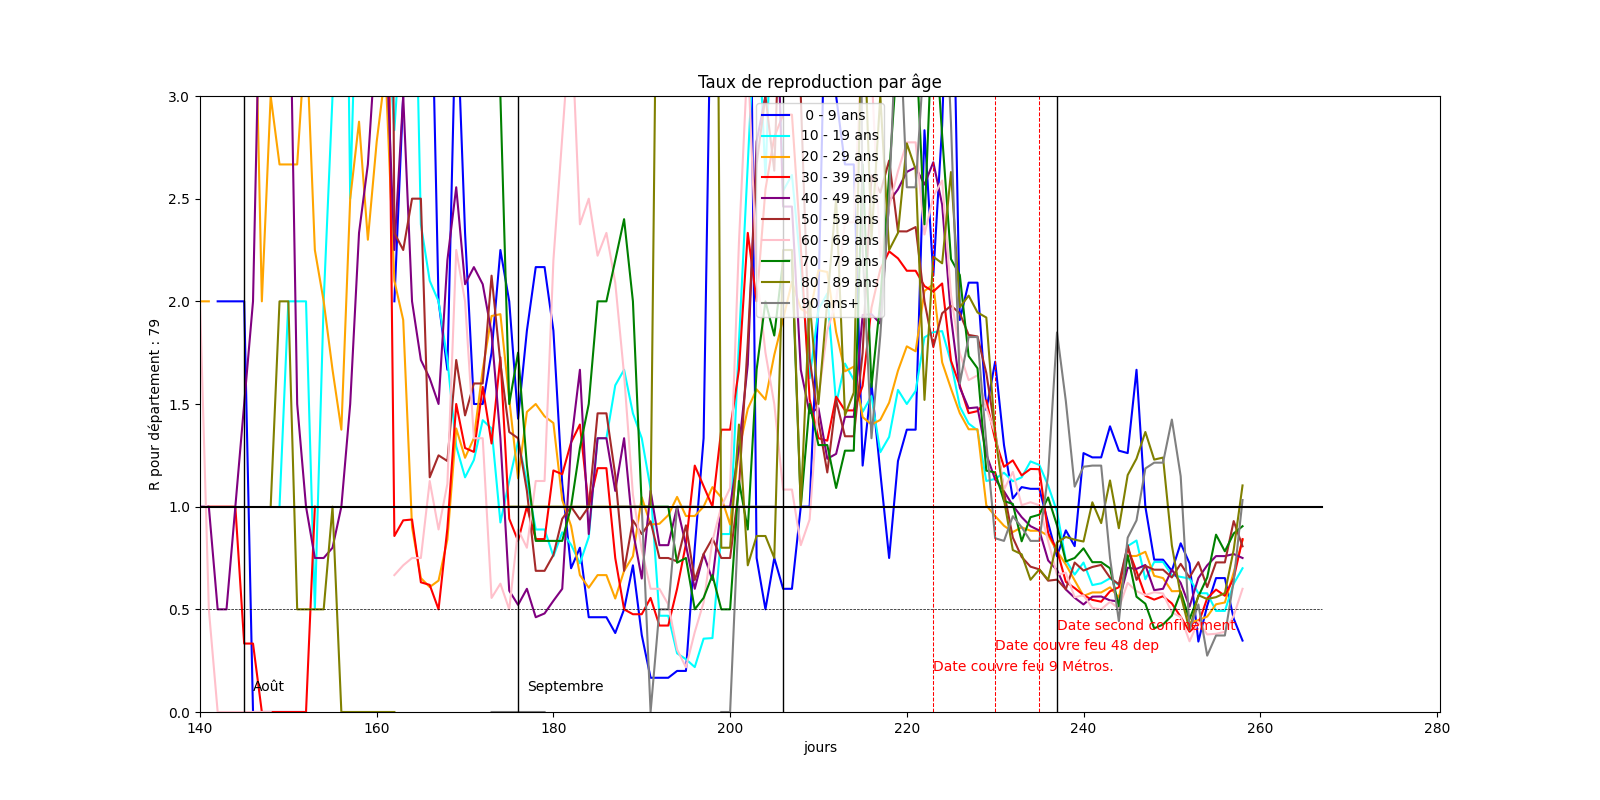 Taux de reproduction par âge
3.0
2.5
2.0
1.5
1.0
0.5
0.0
R pour département : 79
0 - 9 ans
10 - 19 ans
20 - 29 ans
30 - 39 ans
40 - 49 ans
50 - 59 ans
60 - 69 ans
70 - 79 ans
80 - 89 ans
90 ans+
Date second confinement
Date couvre feu 48 dep
Date couvre feu 9 Métros.
Août
Septembre
140
160
180
200
220
240
260
280
jours